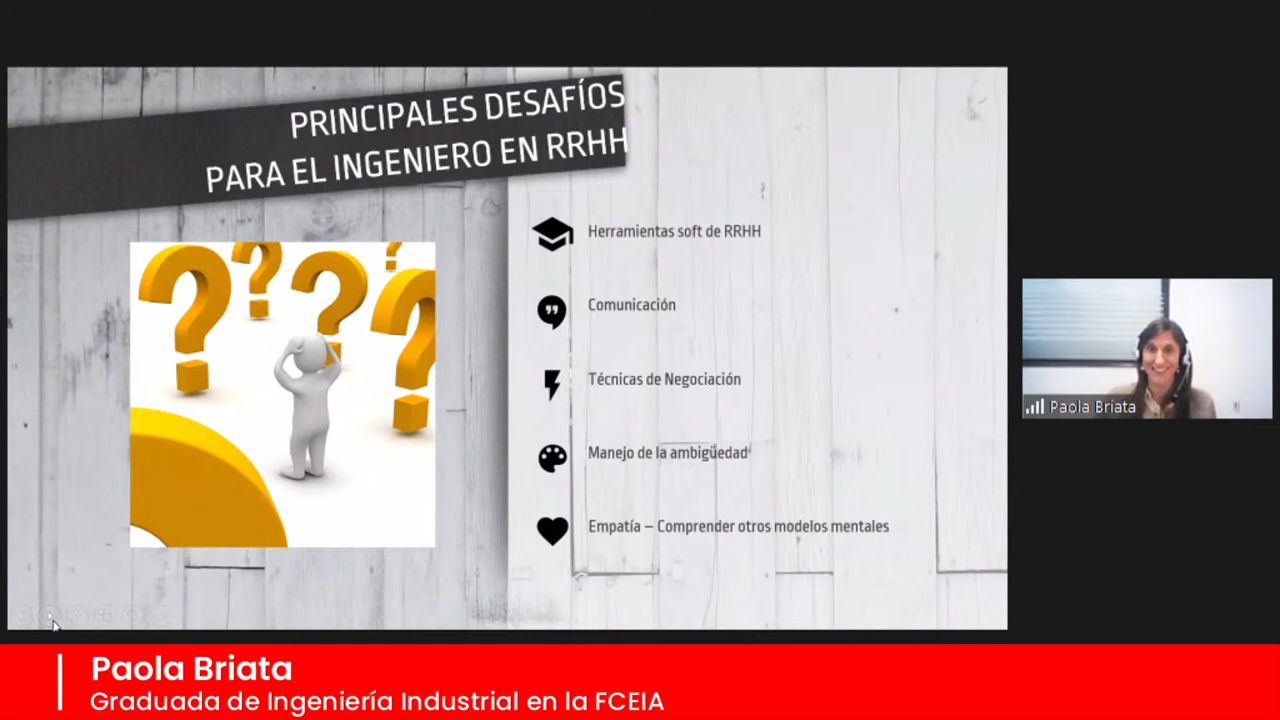 PRINCIPALES DESAFÍOS
PARA EL INGENIERO EN RRHH
Herramientas soft de RRHH
Comunicación
Técnicas de Negociación
Manejo de la ambigüedad
Empatía – Comprender otros modelos mentales
Paola Briata
Paola Briata
Graduada de Ingeniería Industrial en la FCEIA